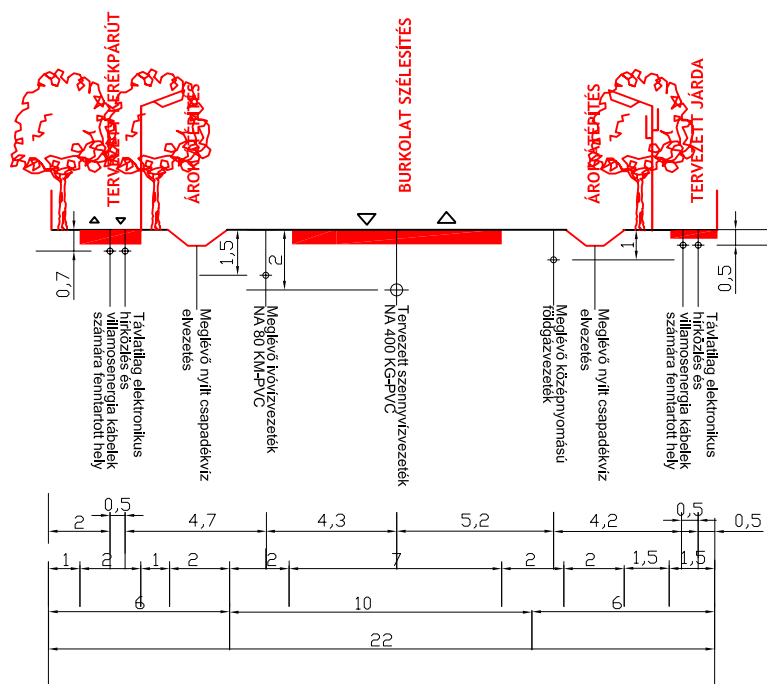 TERVEZETT KERÉKPÁRÚT
ÁROKÁTÉPÍTÉS
BURKOLAT SZÉLESÍTÉS
ÁROKÁTÉPÍTÉS
TERVEZETT JÁRDA
0,7
1,5
2
1
0,5
Távlatilag elektronikus
hírközlés és
villamosenergia kábelek
számára fenntartott hely
Meglévő nyílt csapadékvíz
elvezetés
Meglévő ivóvízvezeték
NA 80 KM-PVC
Tervezett szennyvízvezeték
NA 400 KG-PVC
Meglévő középnyomású
földgázvezeték
Meglévő nyílt csapadékvíz
elvezetés
Távlatilag elektronikus
hírközlés és
villamosenergia kábelek
számára fenntartott hely
2 0,5 4,7 4,3 5,2 4,2 0,5 0,5
1 2 1 2 2 7 2 2 1,5 1,5
6 10 6
22